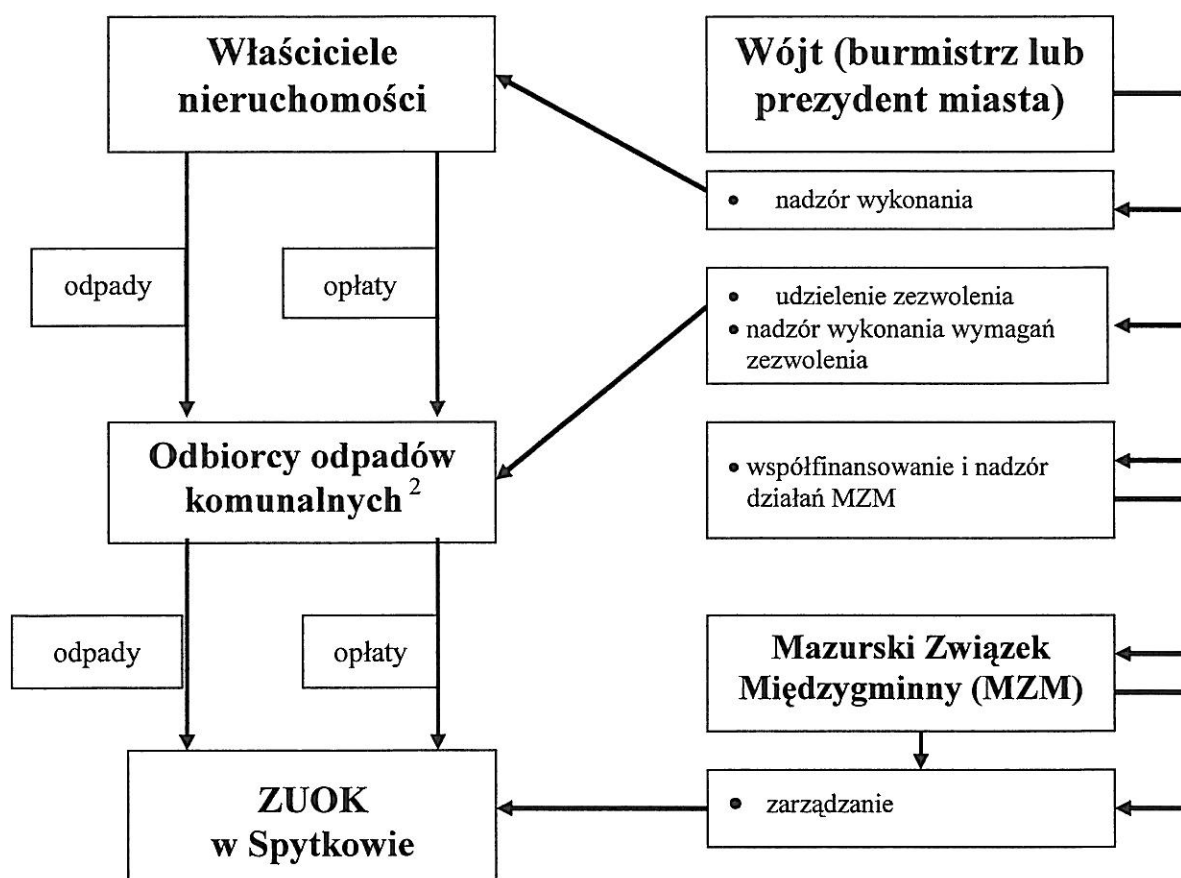 Właściciele
nieruchomości
Wójt (burmistrz lub
prezydent miasta)
• nadzór wykonania
odpady
opłaty
• udzielenie zezwolenia
• nadzór wykonania wymagań
zezwolenia
Odbiorcy odpadów
komunalnych 2
• współfinansowanie i nadzór
działań MZM
odpady
opłaty
Mazurski Związek
Międzygminny (MZM)
ZUOK
w Spytkowie
• zarządzanie